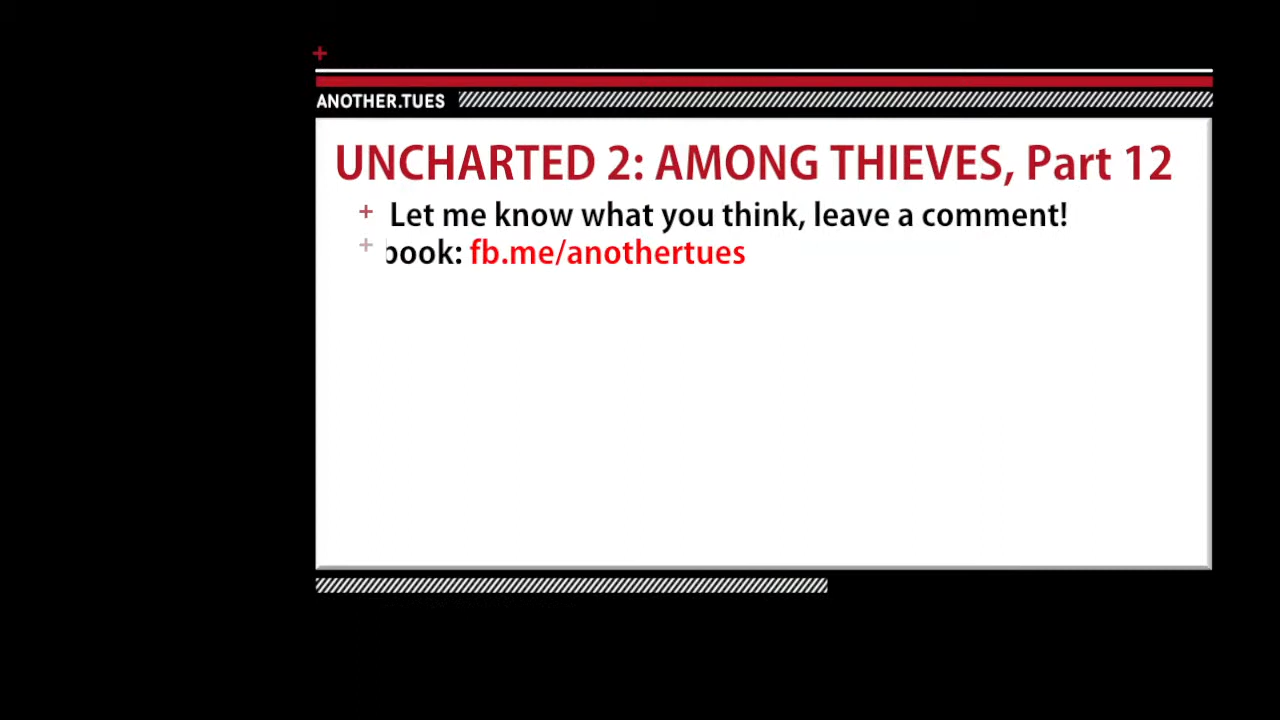 ANOTHER.TUES
UNCHARTED 2: AMONG THIEVES, Part 12
+ Let me know what you think, leave a comment!
+ book: fb.me/anothertues